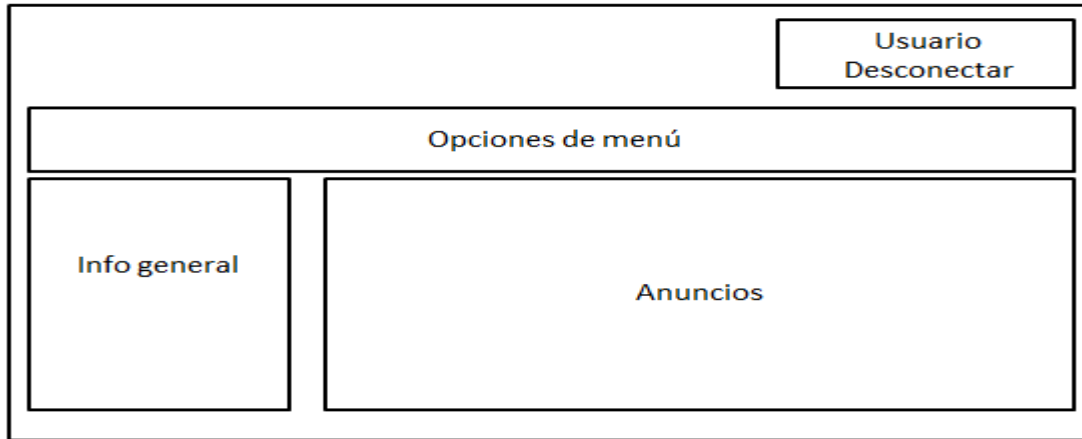 Usuario
Desconectar
Opciones de menú
Info general
Anuncios